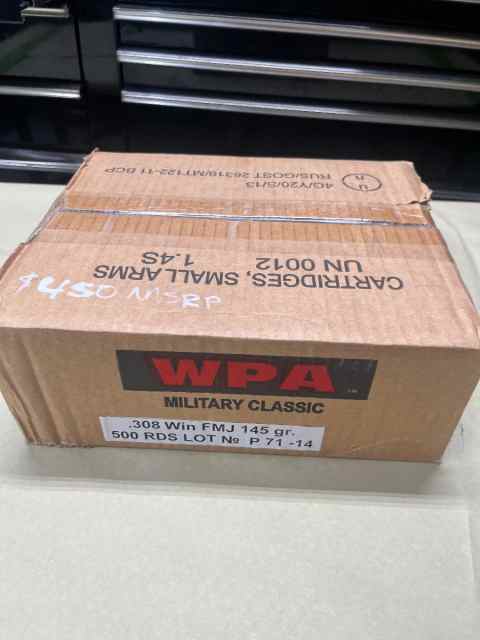 4G/Y20/S/13
RUS/GOST 26319/MT122-11 BCP
CARTRIDGES, SMALL ARMS
UN 0012 1.4S
$450 MSRP
WPA
MILITARY CLASSIC
.308 Win FMJ 145 gr.
500 RDS LOT № P 71 -14